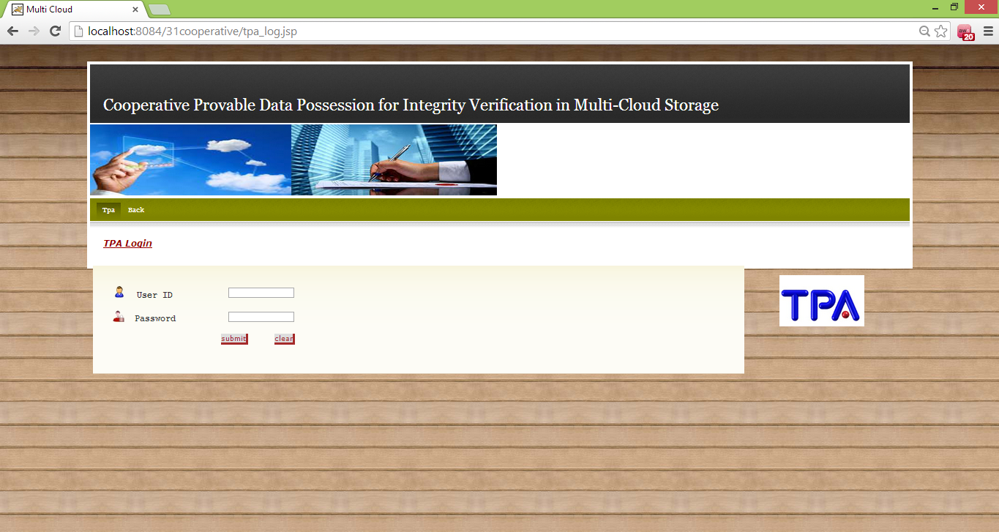 Multi Cloud
localhost:8084/31cooperative/tpa_log.jsp
20
Cooperative Provable Data Possession for Integrity Verification in Multi-Cloud Storage
Tpa Back
TPA Login
User ID
TPA
Password
submit clear